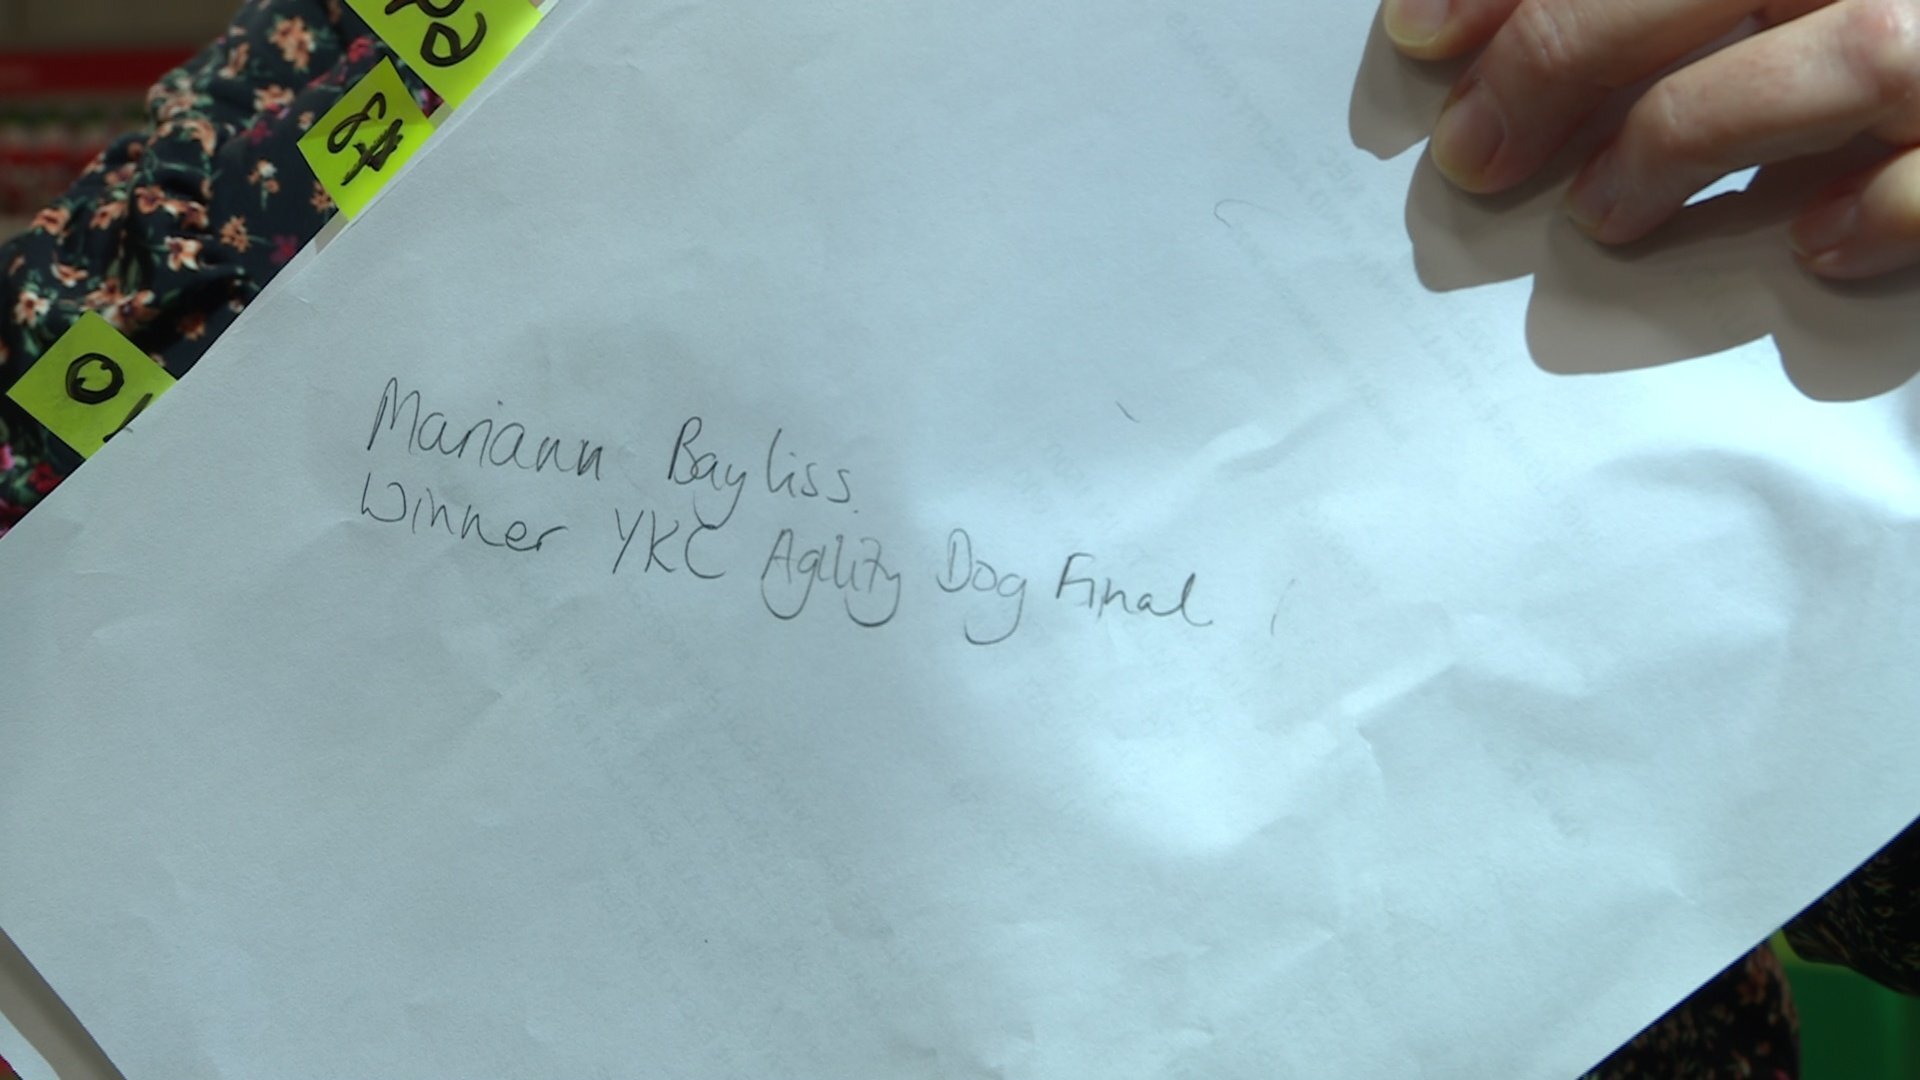 Mariann Bayliss.
Winner YKC Agility Dog Final